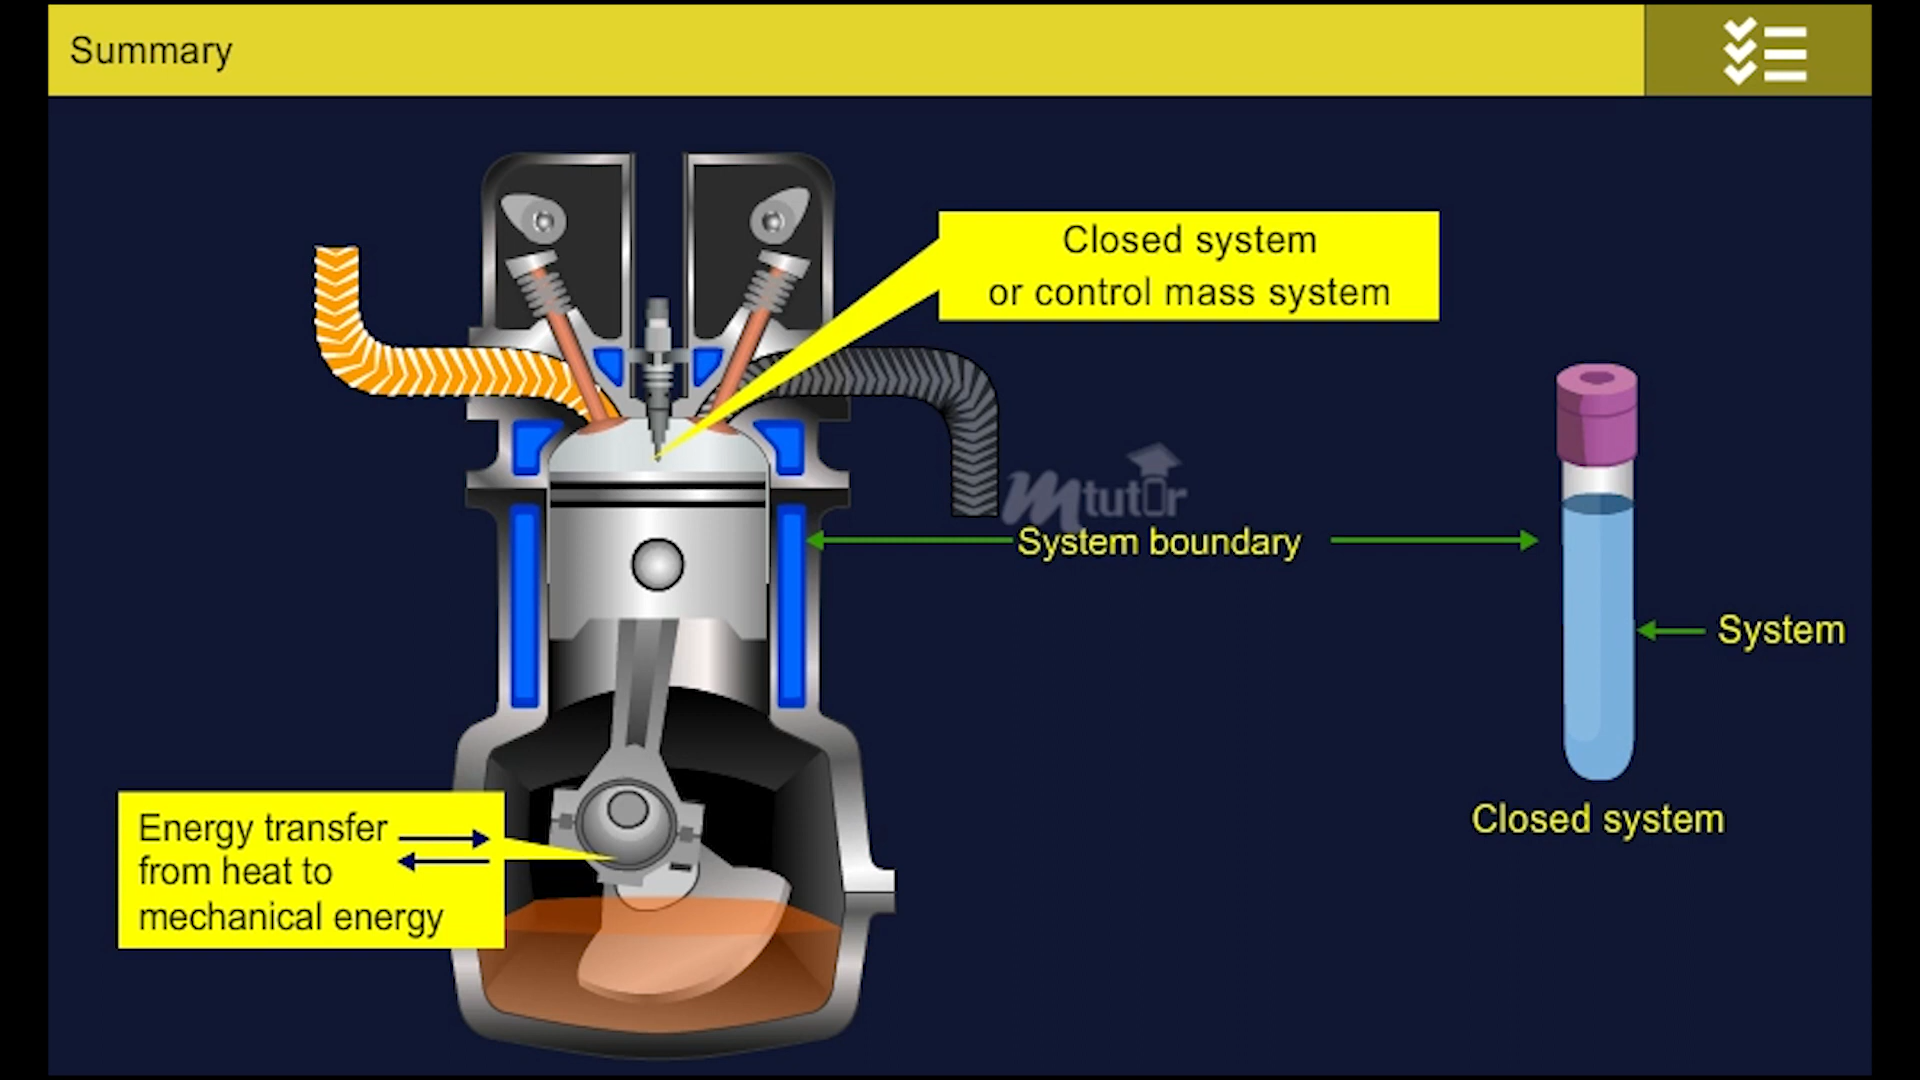 Summary
Closed system
or control mass system
Mtutor
System boundary
System
Closed system
Energy transfer
from heat to
mechanical energy